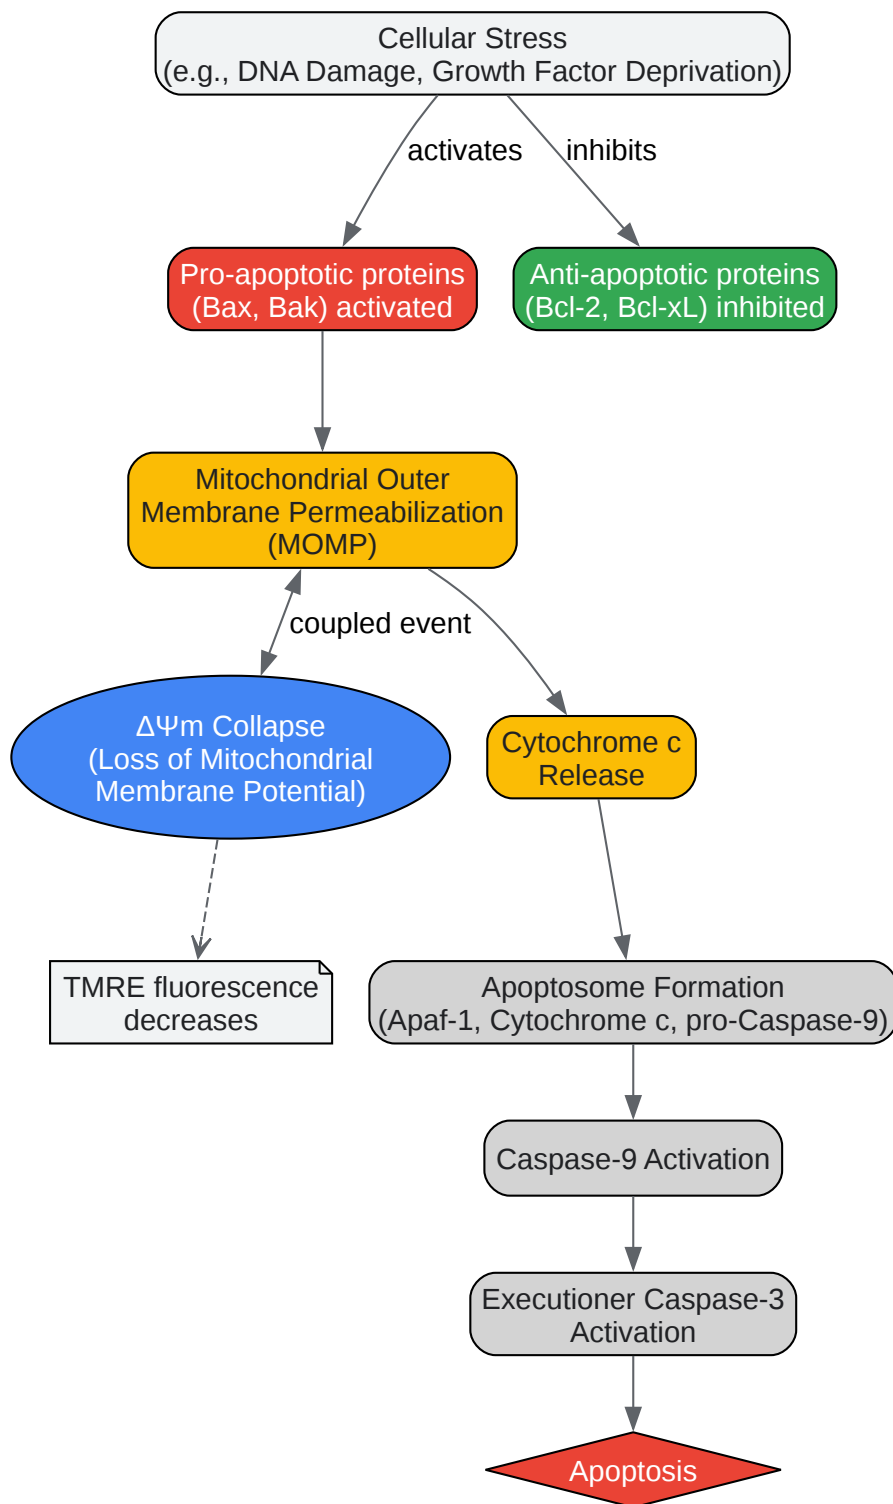 Cellular Stress
(e.g., DNA Damage, Growth Factor Deprivation)
activates
inhibits
Pro-apoptotic proteins
(Bax, Bak) activated
Anti-apoptotic proteins
(Bcl-2, Bcl-xL) inhibited
Mitochondrial Outer
Membrane Permeabilization
(MOMP)
coupled event
ΔΨm Collapse
(Loss of Mitochondrial
Membrane Potential)
Cytochrome c
Release
TMRE fluorescence
decreases
Apoptosome Formation
(Apaf-1, Cytochrome c, pro-Caspase-9)
Caspase-9 Activation
Executioner Caspase-3
Activation
Apoptosis